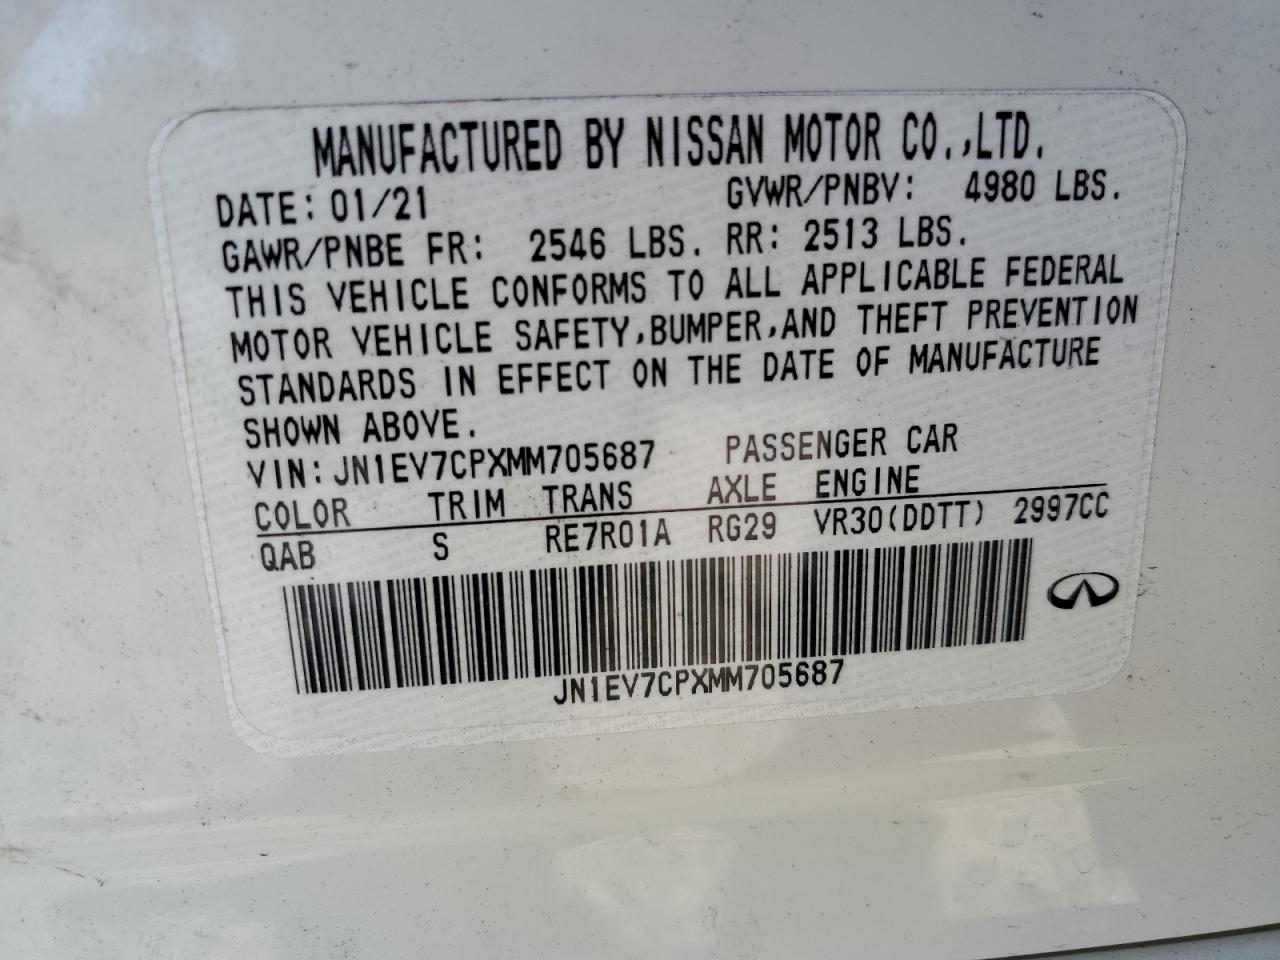 MANUFACTURED BY NISSAN MOTOR CO.,LTD.
DATE: 01/21 GVWR/PNBV: 4980 LBS.
GAWR/PNBE FR: 2546 LBS. RR: 2513 LBS.
THIS VEHICLE CONFORMS TO ALL APPLICABLE FEDERAL
MOTOR VEHICLE SAFETY,BUMPER,AND THEFT PREVENTION
STANDARDS IN EFFECT ON THE DATE OF MANUFACTURE
SHOWN ABOVE.
VIN:JN1EV7CPXMM705687 PASSENGER CAR
COLOR TRIM TRANS AXLE ENGINE
QAB S RE7R01A RG29 VR30(DDTT) 2997CC
JN1EV7CPXMM705687